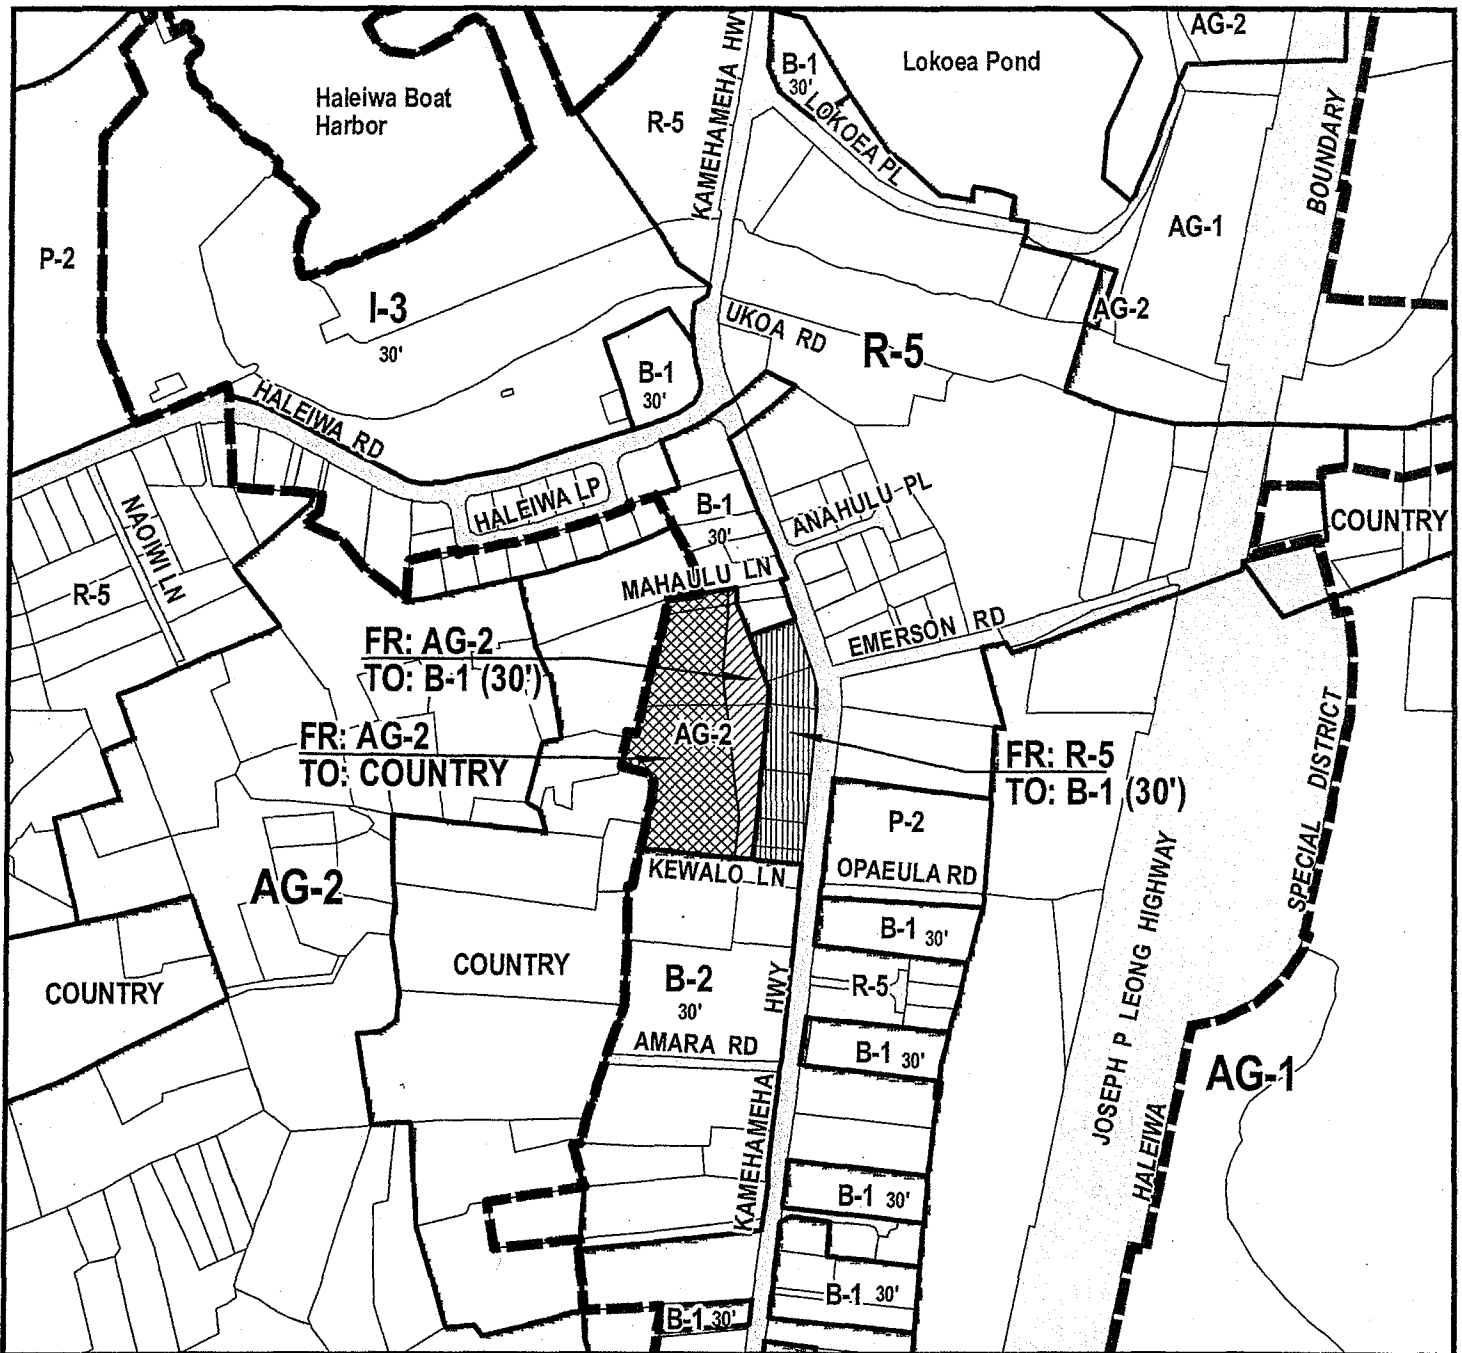 AG-2
KAMEHAMEHA HWY
B-1
30'
Lokoea Pond
Haleiwa Boat
Harbor
R-5
LOKOEA PL
BOUNDARY
P-2
AG-1
I-3
30'
AG-2
UKOA RD
R-5
B-1
30'
HALEIWA RD
HALEIWA LP
B-1
30'
ANAHULU PL
NAOIWI LN
COUNTRY
R-5
MAHAULU LN
EMERSON RD
FR: AG-2
TO: B-1 (30')
FR: AG-2
TO: COUNTRY
AG-2
FR: R-5
TO: B-1 (30')
SPECIAL DISTRICT
P-2
KEWALO LN
OPAEULA RD
AG-2
B-1 30'
COUNTRY
COUNTRY
B-2
30'
HWY
R-5
JOSEPH P LEONG HIGHWAY
AMARA RD
B-1 30'
AG-1
KAMEHAMEHA
HALEIWA
B-1 30'
B-1 30'
B-1 30'